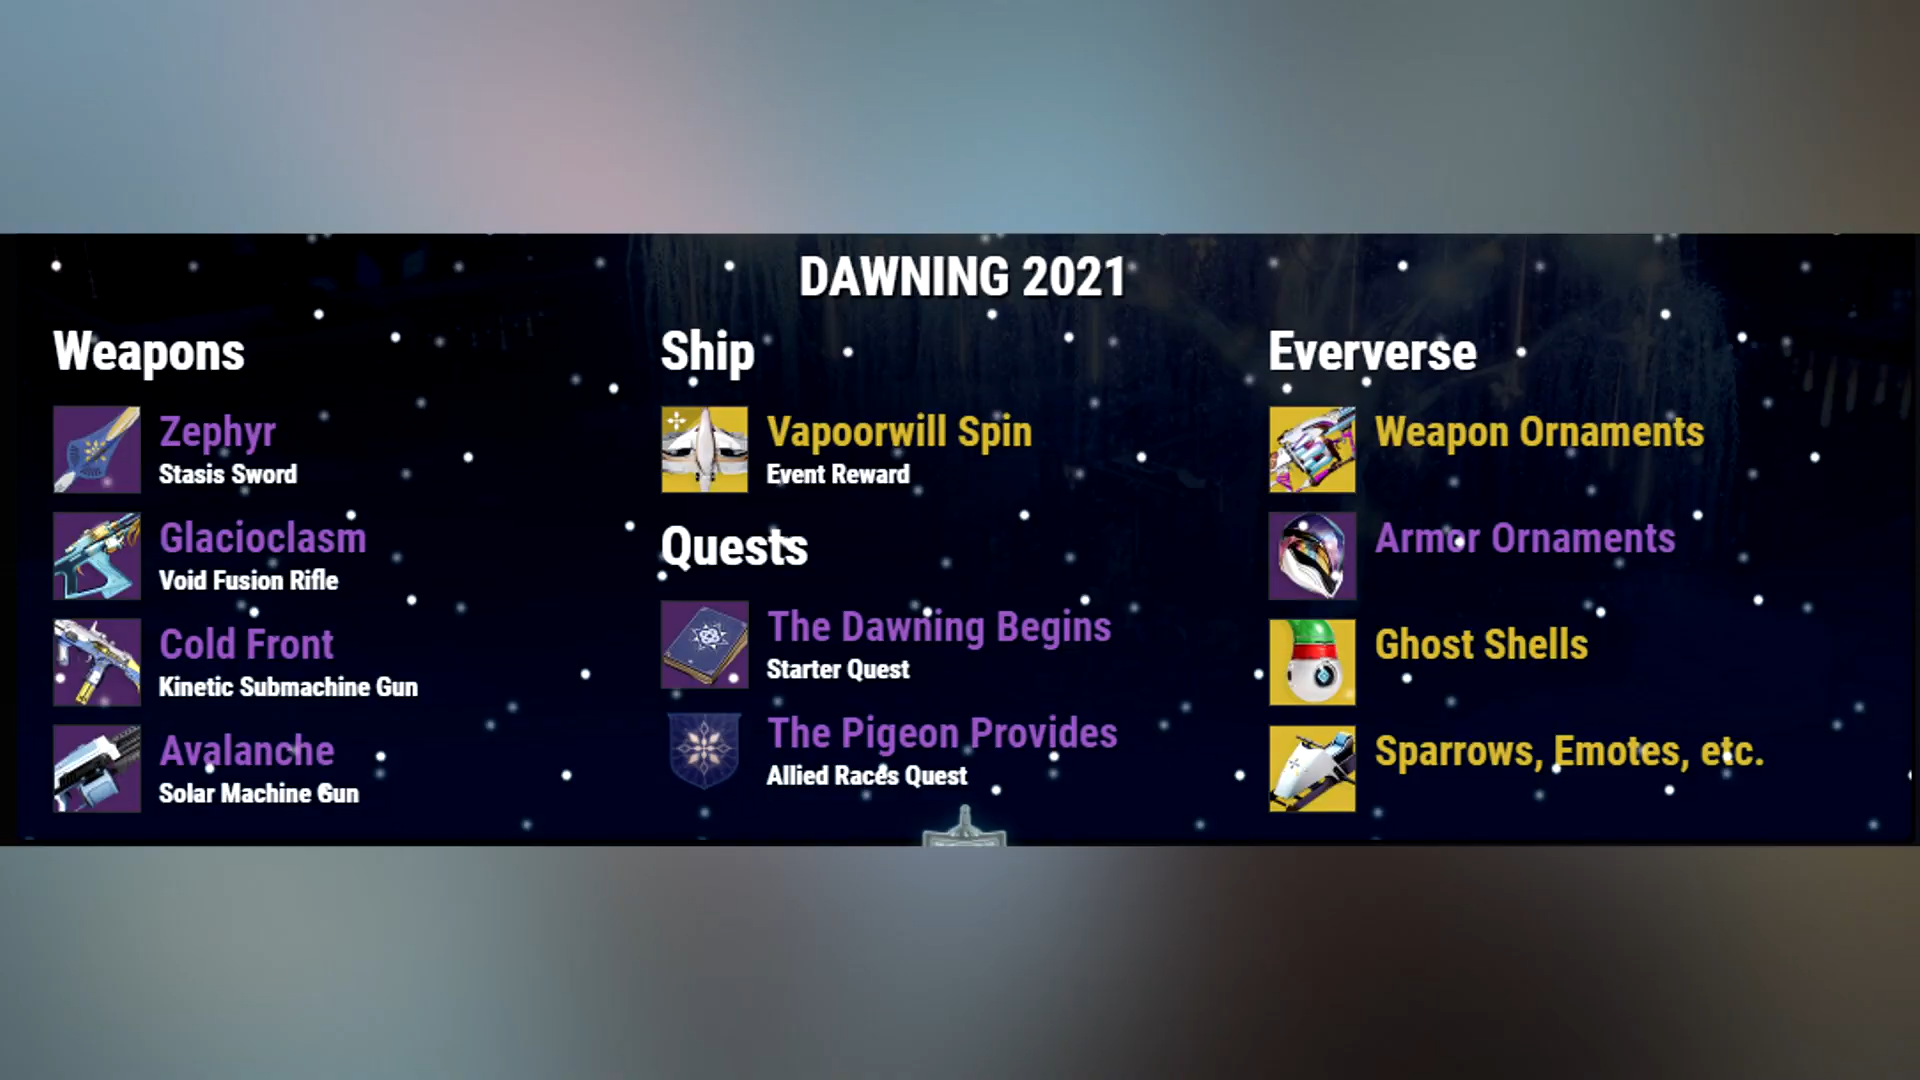 DAWNING 2021
Weapons
Zephyr
Stasis Sword
Glacioclasm
Void Fusion Rifle
Cold Front
Kinetic Submachine Gun
Avalanche
Solar Machine Gun
Ship
Vapoorwill Spin
Event Reward
Quests
The Dawning Begins
Starter Quest
The Pigeon Provides
Allied Races Quest
Eververse
Weapon Ornaments
Armor Ornaments
Ghost Shells
Sparrows, Emotes, etc.